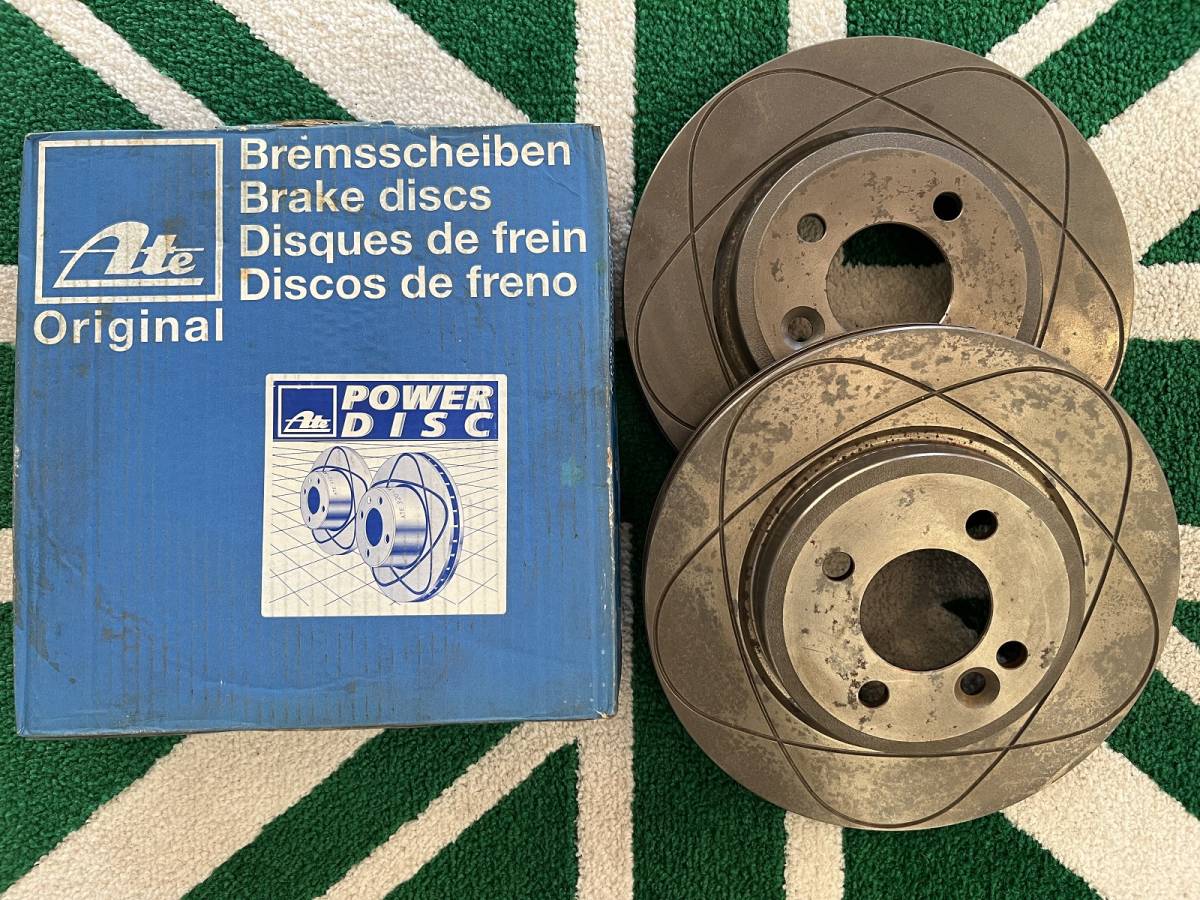 Bremsscheiben
Brake discs
Disques de frein
Discos de freno
Ate
Original
Ate
POWER
DISC